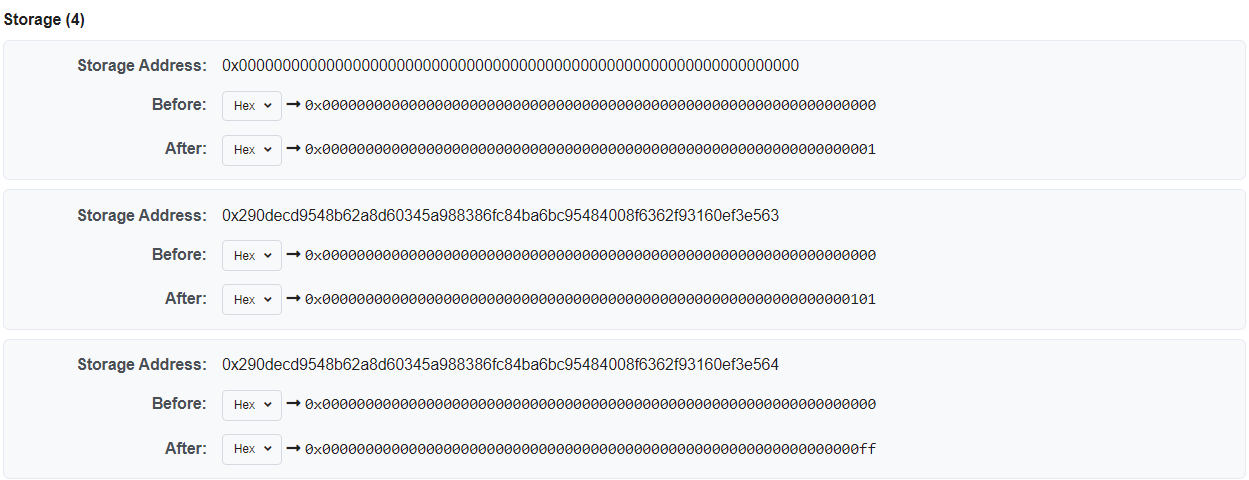 Storage (4)
Storage Address: 0x0000000000000000000000000000000000000000000000000000000000000000
Before: Hex → 0x0000000000000000000000000000000000000000000000000000000000000000
After: Hex → 0x0000000000000000000000000000000000000000000000000000000000000001
Storage Address: 0x290decd9548b62a8d60345a988386fc84ba6bc95484008f6362f93160ef3e563
Before: Hex → 0x0000000000000000000000000000000000000000000000000000000000000000
After: Hex → 0x0000000000000000000000000000000000000000000000000000000000000101
Storage Address: 0x290decd9548b62a8d60345a988386fc84ba6bc95484008f6362f93160ef3e564
Before: Hex → 0x0000000000000000000000000000000000000000000000000000000000000000
After: Hex → 0x00000000000000000000000000000000000000000000000000000000000000ff